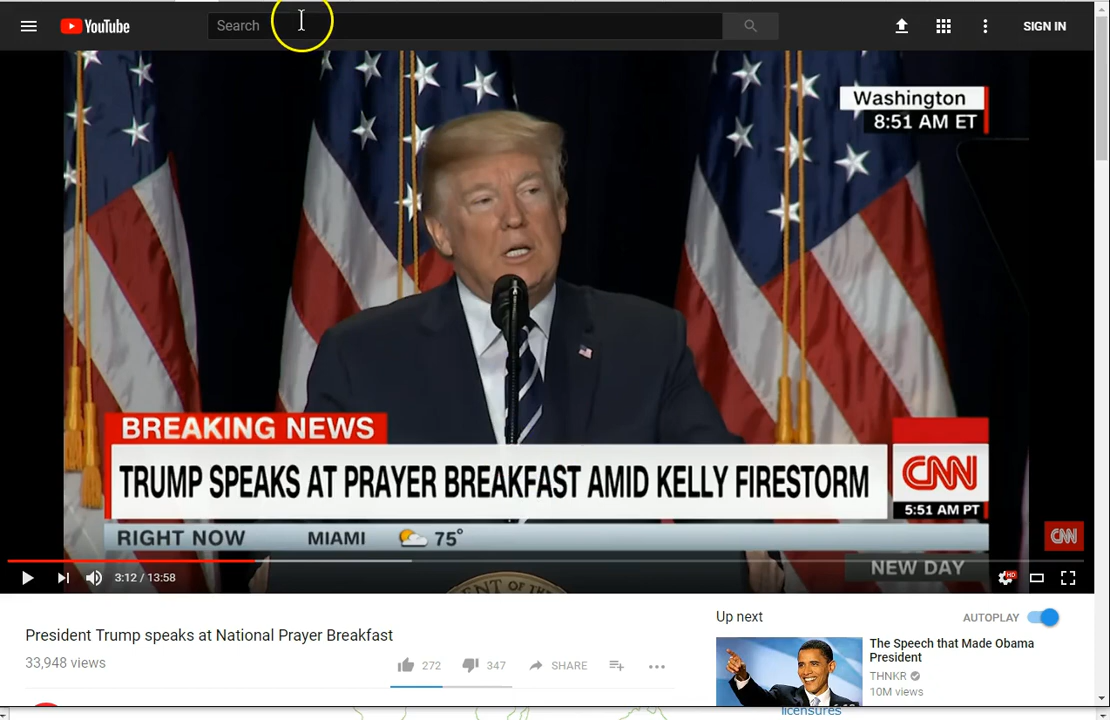 YouTube
Search
SIGN IN
Washington
8:51 AM ET
BREAKING NEWS
TRUMP SPEAKS AT PRAYER BREAKFAST AMID KELLY FIRESTORM
CNN
5:51 AM PT
RIGHT NOW
MIAMI
75°
CNN
NEW DAY
3:12 / 13:58
HD
President Trump speaks at National Prayer Breakfast
33,948 views
272
347
SHARE
Up next
AUTOPLAY
The Speech that Made Obama
President
THNKR
10M views
licensures